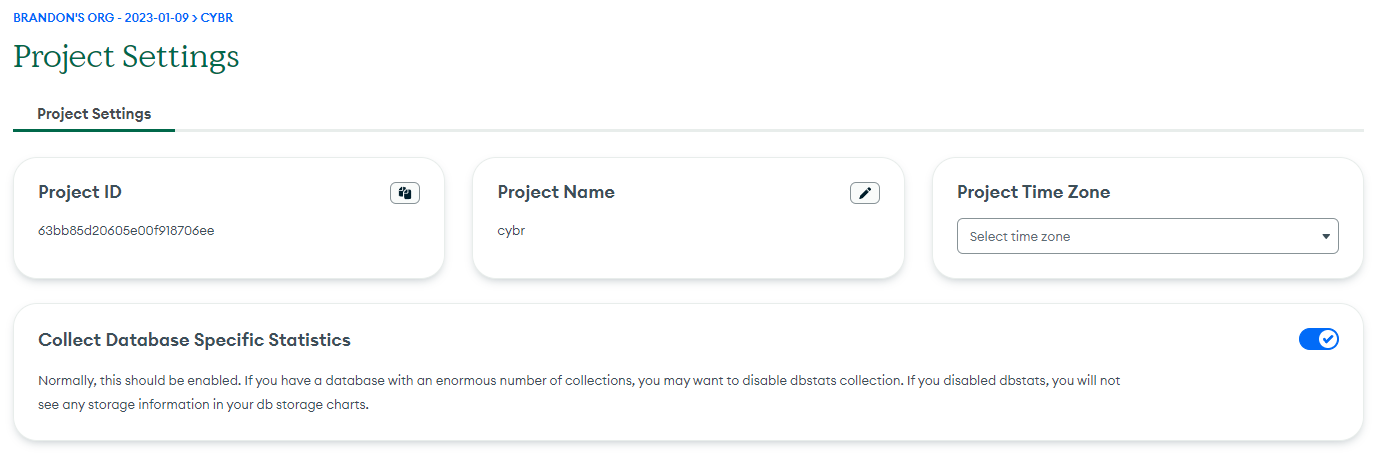 BRANDON'S ORG - 2023-01-09 > CYBR
Project Settings
Project Settings
Project ID
63bb85d20605e00f918706ee
Project Name
cybr
Project Time Zone
Select time zone
Collect Database Specific Statistics
Normally, this should be enabled. If you have a database with an enormous number of collections, you may want to disable dbstats collection. If you disabled dbstats, you will not
see any storage information in your db storage charts.